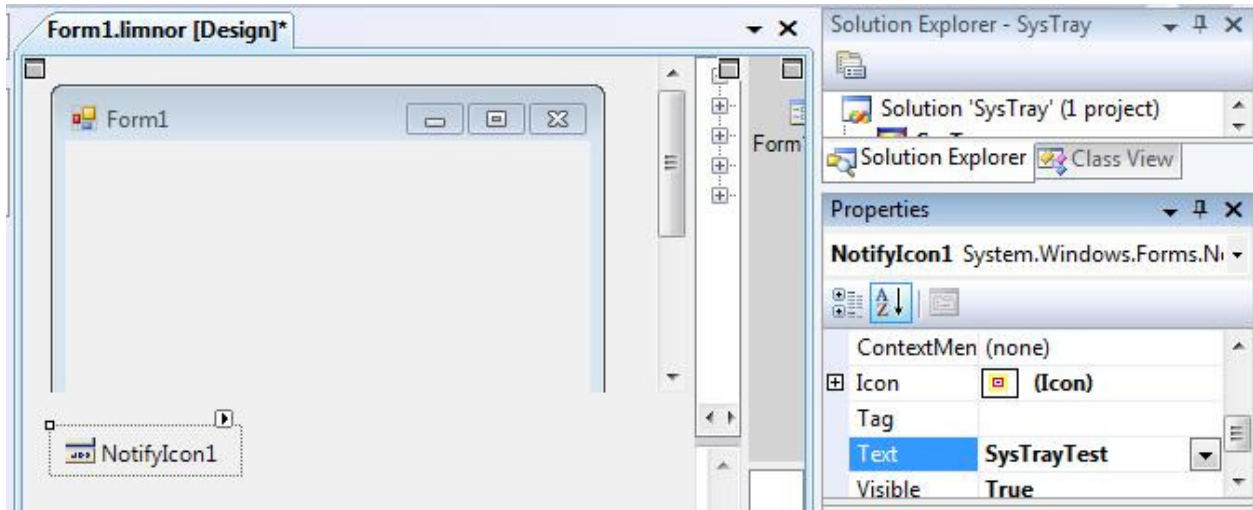 Form1.limnor [Design]*
Form1
Form
NotifyIcon1
Solution Explorer - SysTray
Solution 'SysTray' (1 project)
Solution Explorer Class View
Properties
NotifyIcon1 System.Windows.Forms.N
ContextMen (none)
Icon (Icon)
Tag
Text SysTrayTest
Visible True